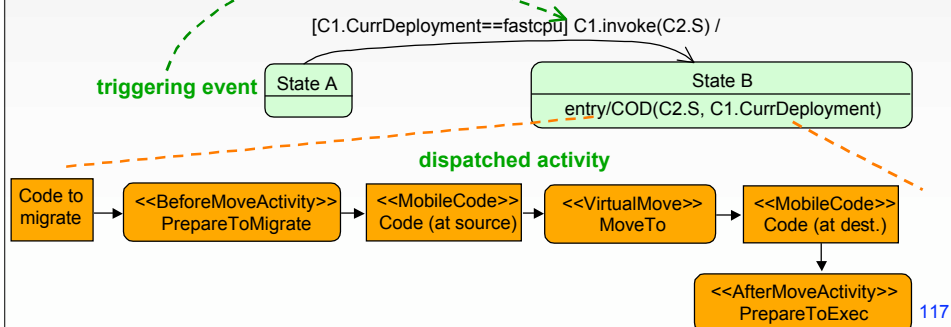 [C1.CurrDeployment==fastcpu] C1.invoke(C2.S) /
triggering event
State A
State B
entry/COD(C2.S, C1.CurrDeployment)
dispatched activity
Code to
migrate
<<BeforeMoveActivity>>
PrepareToMigrate
<<MobileCode>>
Code (at source)
<<VirtualMove>>
MoveTo
<<MobileCode>>
Code (at dest.)
<<AfterMoveActivity>>
PrepareToExec
117